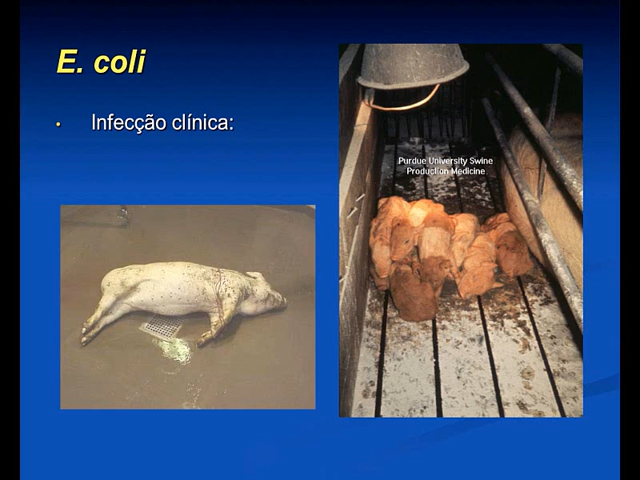 E. coli
• Infecção clínica:
Purdue University Swine
Production Medicine